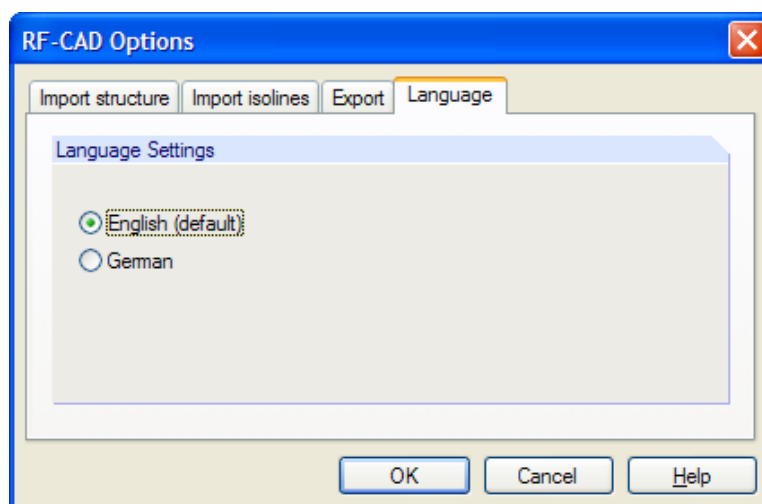 RF-CAD Options
Import structure Import isolines Export Language
Language Settings
English (default)
German
OK Cancel Help